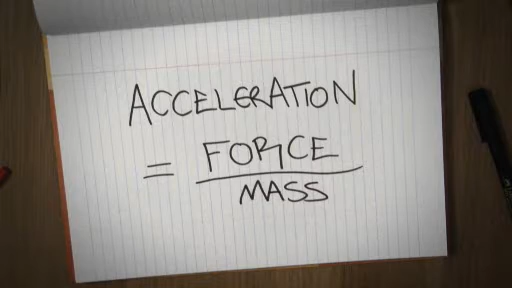 ACCELERATION
= FORCE
MASS